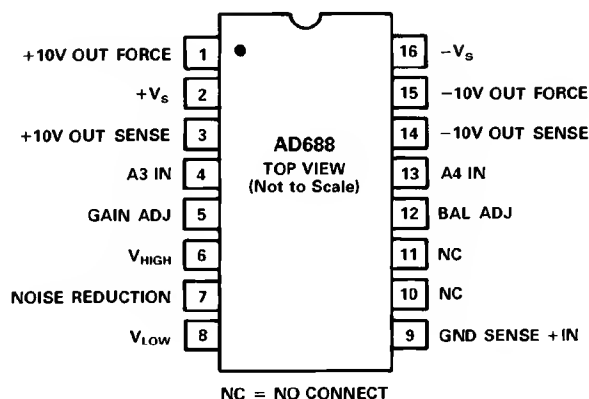 +10V OUT FORCE 1 16 −Vs
+Vs 2 15 −10V OUT FORCE
+10V OUT SENSE 3 14 −10V OUT SENSE
AD688
TOP VIEW
(Not to Scale)
A3 IN 4 13 A4 IN
GAIN ADJ 5 12 BAL ADJ
VHIGH 6 11 NC
NOISE REDUCTION 7 10 NC
VLOW 8 9 GND SENSE +IN
NC = NO CONNECT